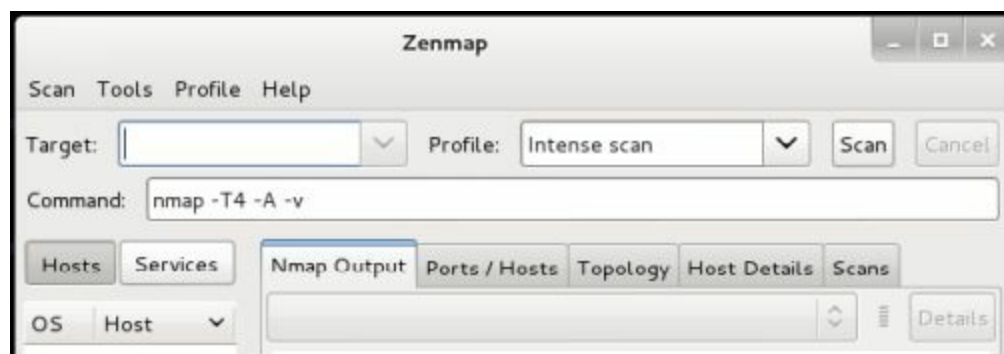 Zenmap
Scan Tools Profile Help
Target: Profile: Intense scan Scan Cancel
Command: nmap -T4 -A -v
Hosts Services Nmap Output Ports / Hosts Topology Host Details Scans
OS Host Details